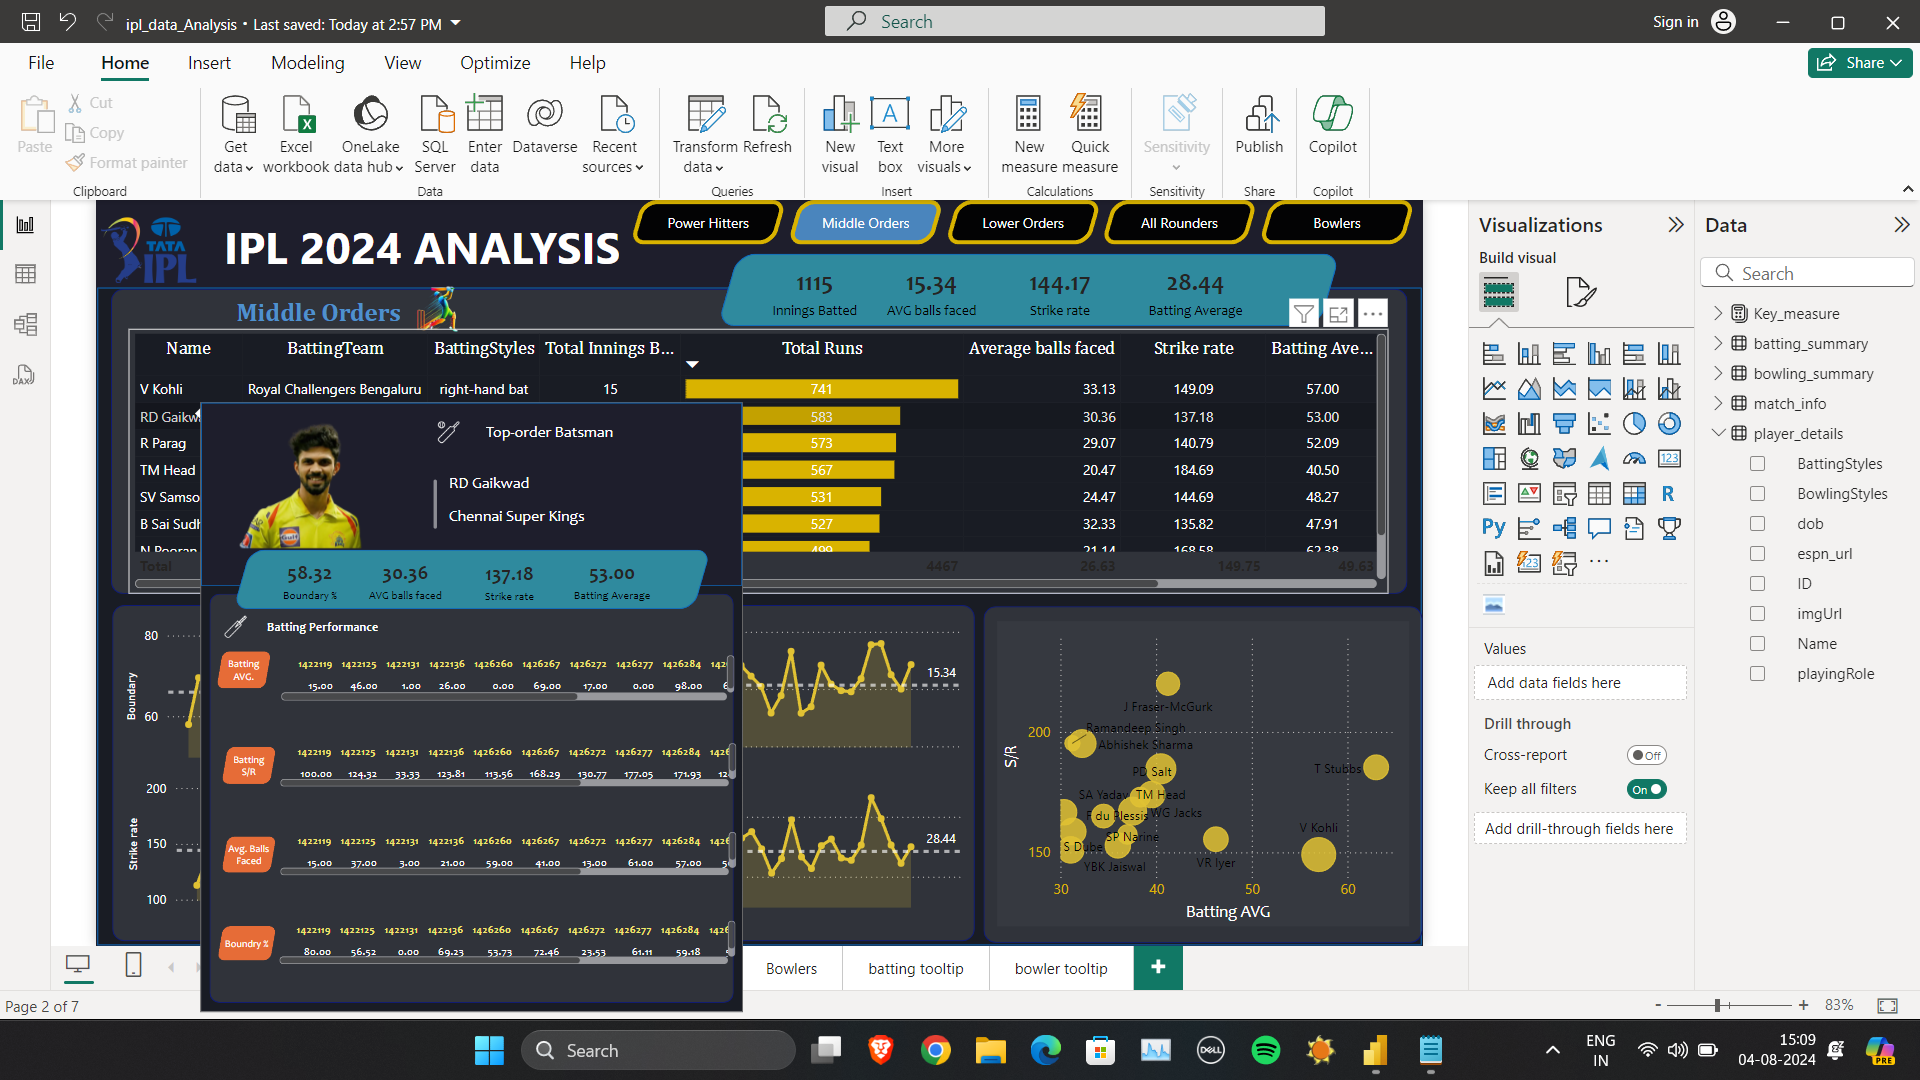 ipl_data_Analysis • Last saved: Today at 2:57 PM
Search
Sign in
File
Home
Insert
Modeling
View
Optimize
Help
Share
Paste
Cut
Copy
Format painter
Clipboard
Get data
Excel workbook
OneLake data hub
SQL Server
Enter data
Dataverse
Recent sources
Data
Transform data
Refresh
Queries
New visual
Text box
More visuals
Insert
New measure
Quick measure
Calculations
Sensitivity
Sensitivity
Publish
Share
Copilot
Copilot
TATA IPL
IPL 2024 ANALYSIS
Power Hitters
Middle Orders
Lower Orders
All Rounders
Bowlers
1115 15.34 144.17 28.44
Innings Batted AVG balls faced Strike rate Batting Average
Middle Orders
Name BattingTeam BattingStyles Total Innings B... Total Runs Average balls faced Strike rate Batting Ave...
V Kohli Royal Challengers Bengaluru right-hand bat 15 741 33.13 149.09 57.00
RD Gaikw 583 30.36 137.18 53.00
R Parag 573 29.07 140.79 52.09
TM Head 567 20.47 184.69 40.50
SV Samso 531 24.47 144.69 48.27
B Sai Sudh 527 32.33 135.82 47.91
N Pooran 499 21.14 168.58 62.38
Total 4467 26.63 149.75 49.63
Top-order Batsman
RD Gaikwad
Chennai Super Kings
58.32 30.36 137.18 53.00
Boundary % AVG balls faced Strike rate Batting Average
Batting Performance
Batting AVG.
1422119 1422125 1422131 1422136 1426260 1426267 1426272 1426277 1426284 1426
15.00 46.00 1.00 26.00 0.00 69.00 17.00 0.00 98.00 6
Batting S/R
1422119 1422125 1422131 1422136 1426260 1426267 1426272 1426277 1426284 1426
100.00 124.32 33.33 123.81 113.56 168.29 130.77 177.05 171.93 12
Avg. Balls Faced
1422119 1422125 1422131 1422136 1426260 1426267 1426272 1426277 1426284 1426
15.00 37.00 3.00 21.00 59.00 41.00 13.00 61.00 57.00 5
Boundry %
1422119 1422125 1422131 1422136 1426260 1426267 1426272 1426277 1426284 1426
80.00 56.52 0.00 69.23 53.73 72.46 23.53 61.11 59.18
Boundary
80
60
Strike rate
200
150
100
15.34
28.44
S/R
200
150
J Fraser-McGurk
Ramandeep Singh
Abhishek Sharma
PD Salt
T Stubbs
SA Yadav
TM Head
F du Plessis
WG Jacks
SP Narine
V Kohli
S Dube
YBK Jaiswal
VR Iyer
30 40 50 60
Batting AVG
Visualizations
Build visual
Values
Add data fields here
Drill through
Cross-report
Off
Keep all filters
On
Add drill-through fields here
Data
Search
Key_measure
batting_summary
bowling_summary
match_info
player_details
BattingStyles
BowlingStyles
dob
espn_url
ID
imgUrl
Name
playingRole
Bowlers
batting tooltip
bowler tooltip
Page 2 of 7
83%
Search
DELL
ENG
IN
15:09
04-08-2024
PRE